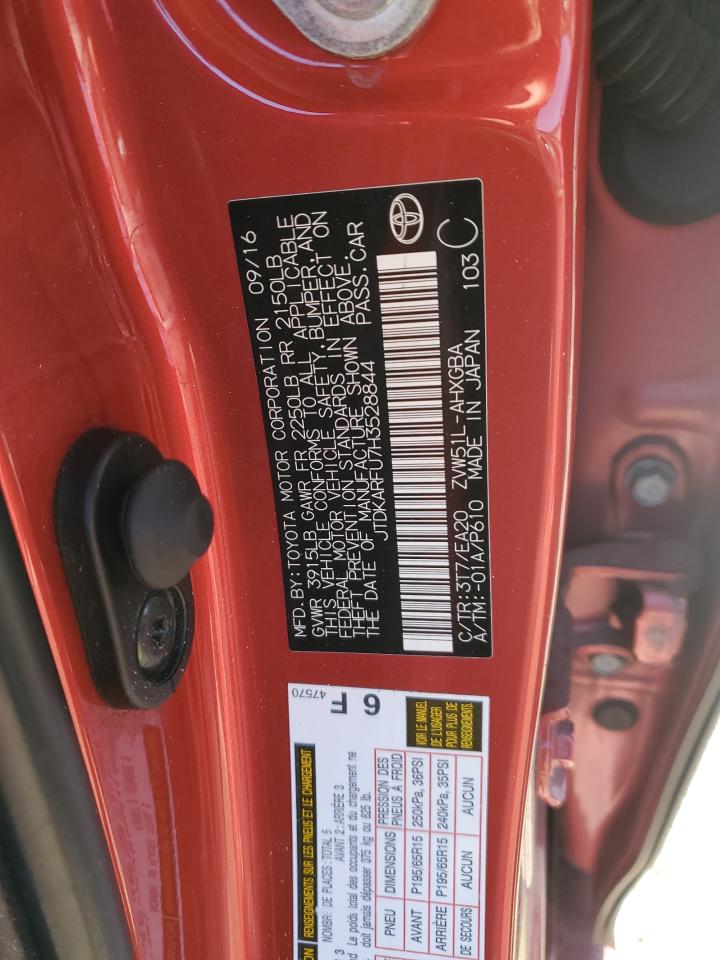 MFD. BY:TOYOTA MOTOR CORPORATION 09/16
GVWR 3915LB GAWR FR 2250LB RR 2150LB
THIS VEHICLE CONFORMS TO ALL APPLICABLE
FEDERAL MOTOR VEHICLE SAFETY, BUMPER, AND
THEFT PREVENTION STANDARDS IN EFFECT ON
THE DATE OF MANUFACTURE SHOWN ABOVE.
JTDKARFU7H3528844 PASS. CAR
C/TR:3T7/EA20 ZVW51L-AHXGBA
A/TM:-01A/P610 MADE IN JAPAN 103 C
47570
6 F
RENSEIGNEMENTS SUR LES PNEUS ET LE CHARGEMENT
NOMBRE DE PLACES:TOTAL 5 AVANT 2:ARRIÈRE 3
Le poids total des occupants et du chargement ne
doit jamais dépasser 375 kg ou 825 lb.
PNEU DIMENSIONS PRESSION DES PNEUS À FROID
AVANT P195/65R15 250kPa, 36PSI
ARRIÈRE P195/65R15 240kPa, 35PSI
DE SECOURS AUCUN AUCUN
VOIR LE MANUEL
DE L'USAGER
POUR PLUS DE
RENSEIGNEMENTS.